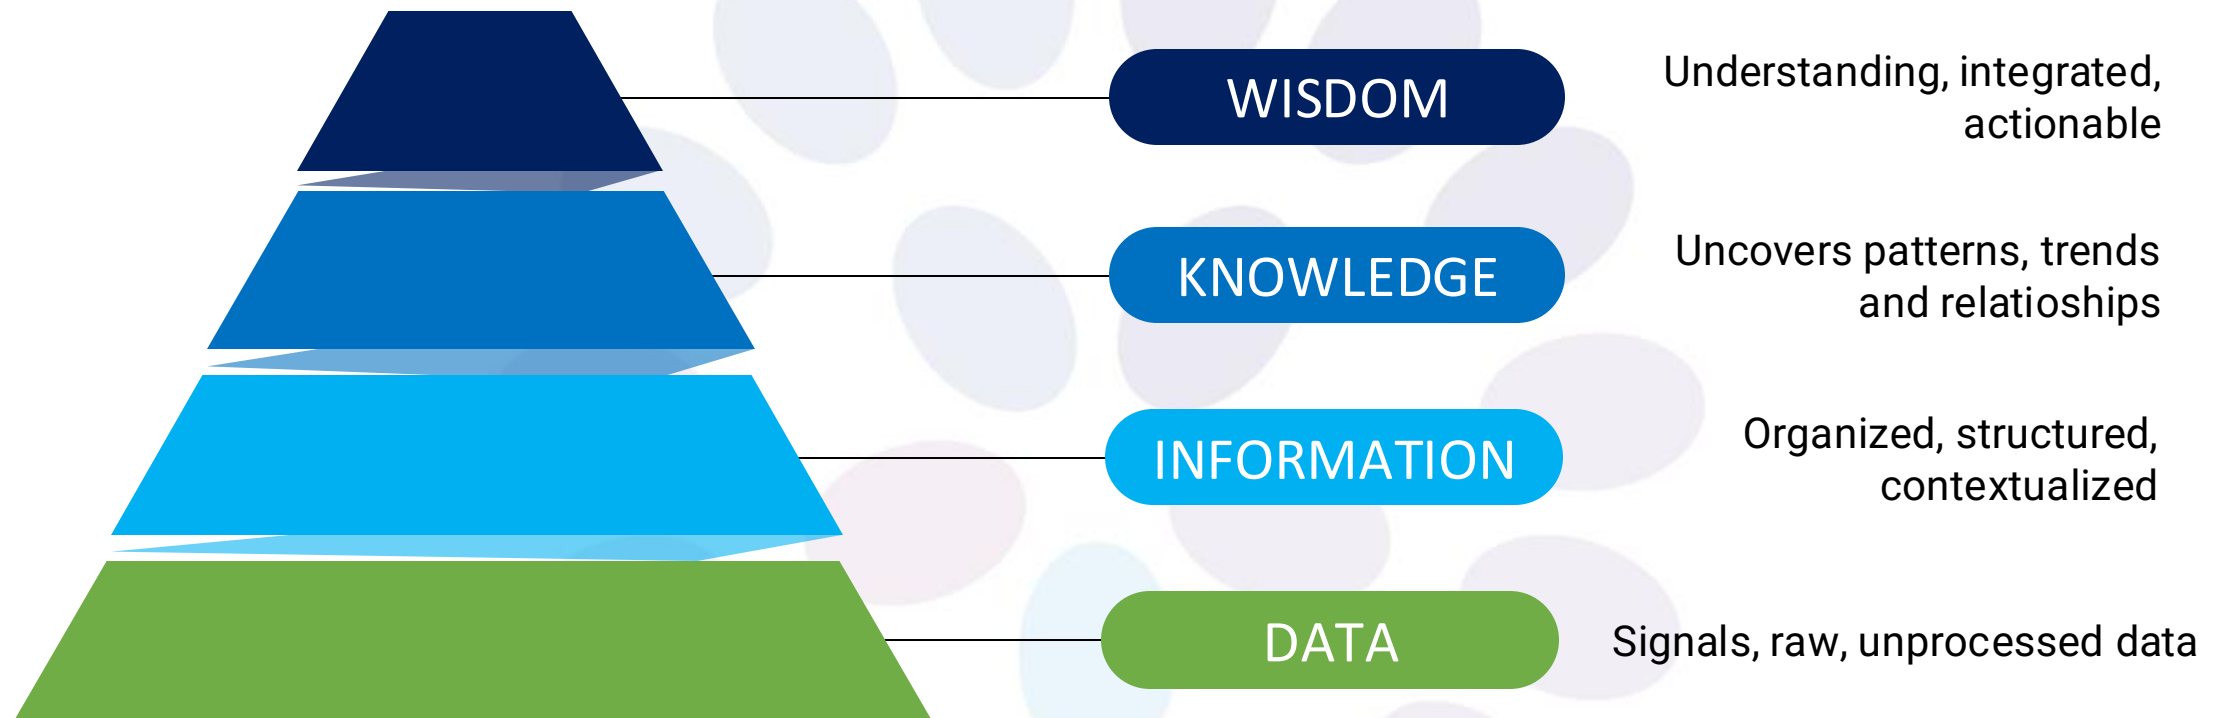 WISDOM
Understanding, integrated,
actionable
KNOWLEDGE
Uncovers patterns, trends
and relatioships
INFORMATION
Organized, structured,
contextualized
DATA
Signals, raw, unprocessed data